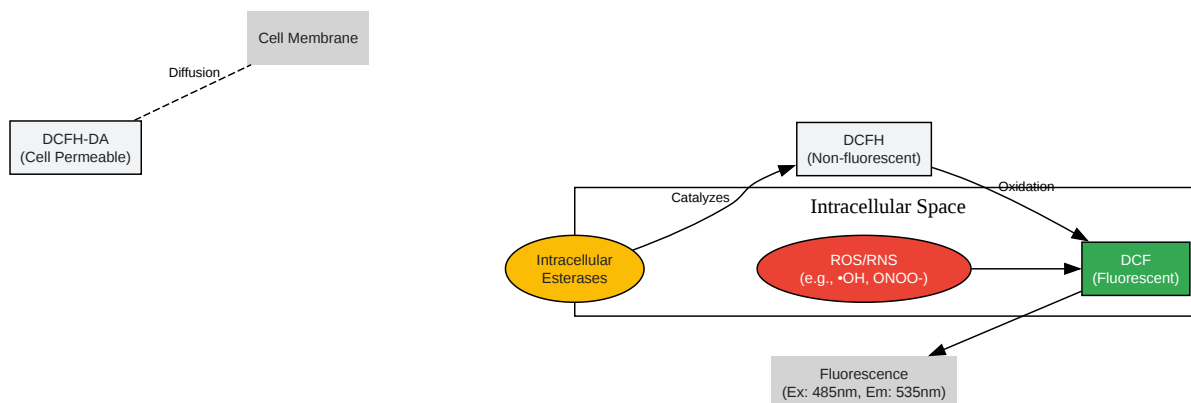 Cell Membrane
Diffusion
DCFH-DA
(Cell Permeable)
DCFH
(Non-fluorescent)
Catalyzes
Oxidation
Intracellular Space
Intracellular
Esterases
ROS/RNS
(e.g., •OH, ONOO-)
DCF
(Fluorescent)
Fluorescence
(Ex: 485nm, Em: 535nm)